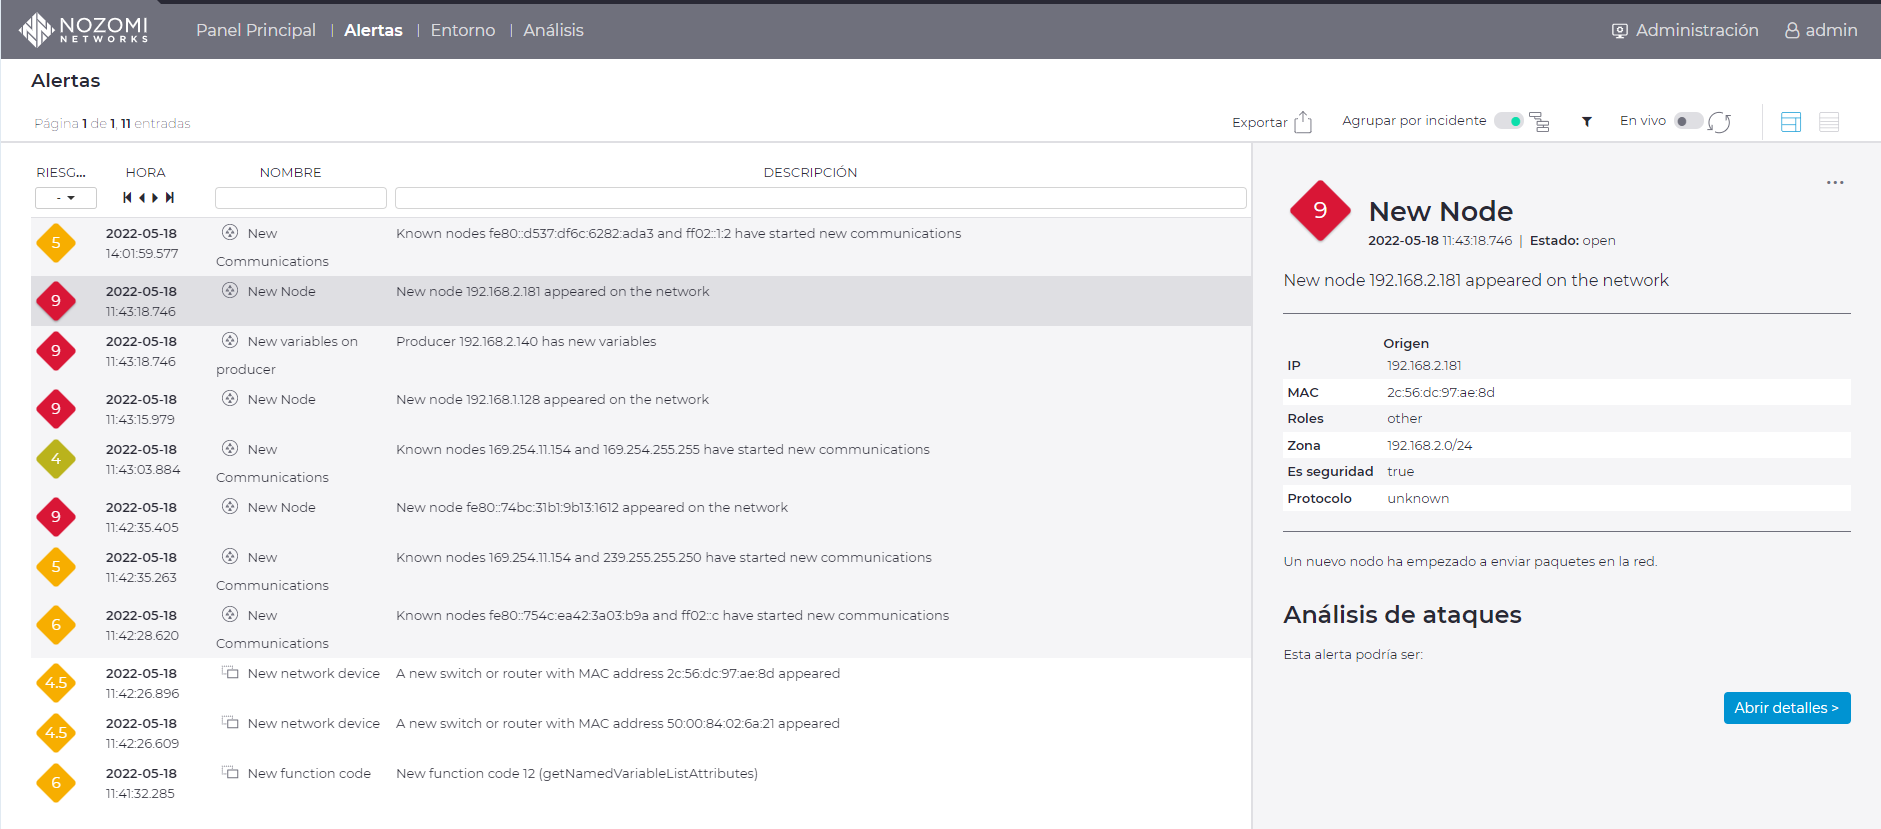 NOZOMI
NETWORKS
Panel Principal | Alertas | Entorno | Análisis
Administración
admin
Alertas
Página 1 de 1, 11 entradas
Exportar
Agrupar por incidente
En vivo
RIESG... HORA NOMBRE DESCRIPCIÓN
-
5 2022-05-18 New Known nodes fe80::d537:df6c:6282:ada3 and ff02::1:2 have started new communications
14:01:59.577 Communications
9 2022-05-18 New Node New node 192.168.2.181 appeared on the network
11:43:18.746
9 2022-05-18 New variables on Producer 192.168.2.140 has new variables
11:43:18.746 producer
9 2022-05-18 New Node New node 192.168.1.128 appeared on the network
11:43:15.979
4 2022-05-18 New Known nodes 169.254.11.154 and 169.254.255.255 have started new communications
11:43:03.884 Communications
9 2022-05-18 New Node New node fe80::74bc:31b1:9b13:1612 appeared on the network
11:42:35.405
5 2022-05-18 New Known nodes 169.254.11.154 and 239.255.255.250 have started new communications
11:42:35.263 Communications
6 2022-05-18 New Known nodes fe80::754c:ea42:3a03:b9a and ff02::c have started new communications
11:42:28.620 Communications
4.5 2022-05-18 New network device A new switch or router with MAC address 2c:56:dc:97:ae:8d appeared
11:42:26.896
4.5 2022-05-18 New network device A new switch or router with MAC address 50:00:84:02:6a:21 appeared
11:42:26.609
6 2022-05-18 New function code New function code 12 (getNamedVariableListAttributes)
11:41:32.285
...
9 New Node
2022-05-18 11:43:18.746 | Estado: open
New node 192.168.2.181 appeared on the network
Origen
IP 192.168.2.181
MAC 2c:56:dc:97:ae:8d
Roles other
Zona 192.168.2.0/24
Es seguridad true
Protocolo unknown
Un nuevo nodo ha empezado a enviar paquetes en la red.
Análisis de ataques
Esta alerta podría ser:
Abrir detalles >